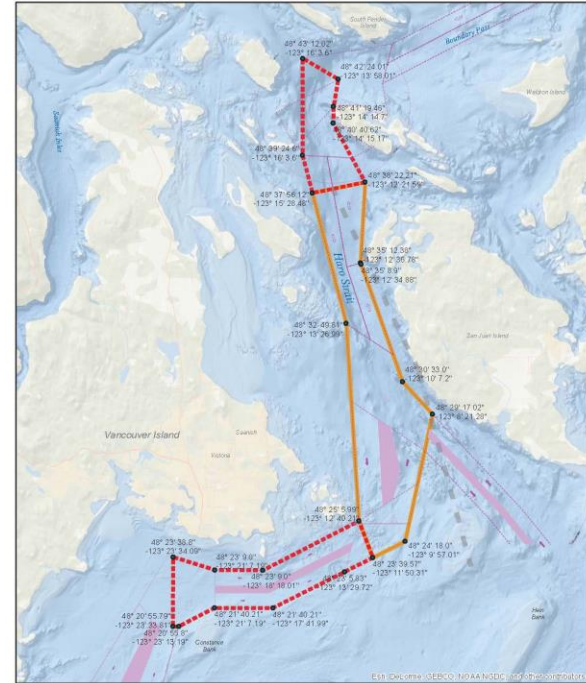 South Pender
Island
Boundary Pass
Waldron Island
Saanich Inlet
48° 43' 12.02"
-123° 16' 3.6"
48° 42' 24.01"
-123° 13' 58.01"
48° 41' 19.46"
-123° 14' 14.7"
48° 40' 40.62"
-123° 14' 15.17"
48° 39' 24.6"
-123° 16' 3.6"
48° 38' 22.21"
-123° 12' 21.59"
48° 37' 56.12"
-123° 15' 28.48"
Haro Strait
48° 35' 12.38"
-123° 12' 36.78"
48° 35' 8.9"
-123° 12' 34.88"
48° 32' 49.81"
-123° 13' 26.99"
San Juan Island
48° 30' 33.0"
-123° 10' 7.2"
48° 29' 17.02"
-123° 8' 21.28"
Vancouver Island
Saanich
Victoria
48° 25' 5.99"
-123° 12' 40.21"
48° 24' 18.0"
-123° 9' 57.01"
48° 23' 38.8"
-123° 23' 34.09"
48° 23' 9.6"
-123° 21' 7.19"
48° 23' 39.57"
-123° 11' 50.31"
48° 23' 9.0"
-123° 18' 18.01"
48° 23' 5.83"
-123° 13' 29.72"
48° 20' 55.79"
-123° 23' 33.61"
48° 20' 55.8"
-123° 23' 13.19"
48° 21' 40.21"
-123° 21' 7.19"
48° 21' 40.21"
-123° 17' 41.99"
Constance
Bank
Hein
Bank
Esri, DeLorme, GEBCO, NOAA NGDC, and other contributors